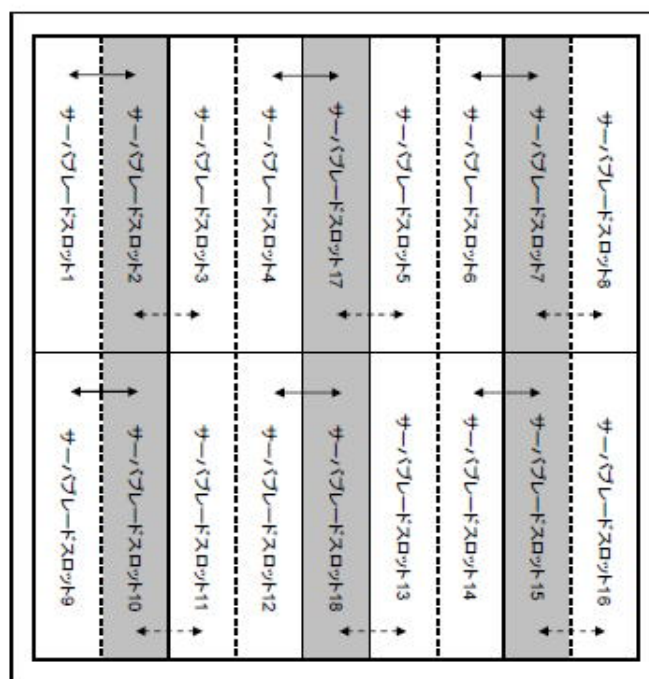 サーバブレードスロット1
サーバブレードスロット2
サーバブレードスロット3
サーバブレードスロット4
サーバブレードスロット17
サーバブレードスロット5
サーバブレードスロット6
サーバブレードスロット7
サーバブレードスロット8
サーバブレードスロット9
サーバブレードスロット10
サーバブレードスロット11
サーバブレードスロット12
サーバブレードスロット18
サーバブレードスロット13
サーバブレードスロット14
サーバブレードスロット15
サーバブレードスロット16